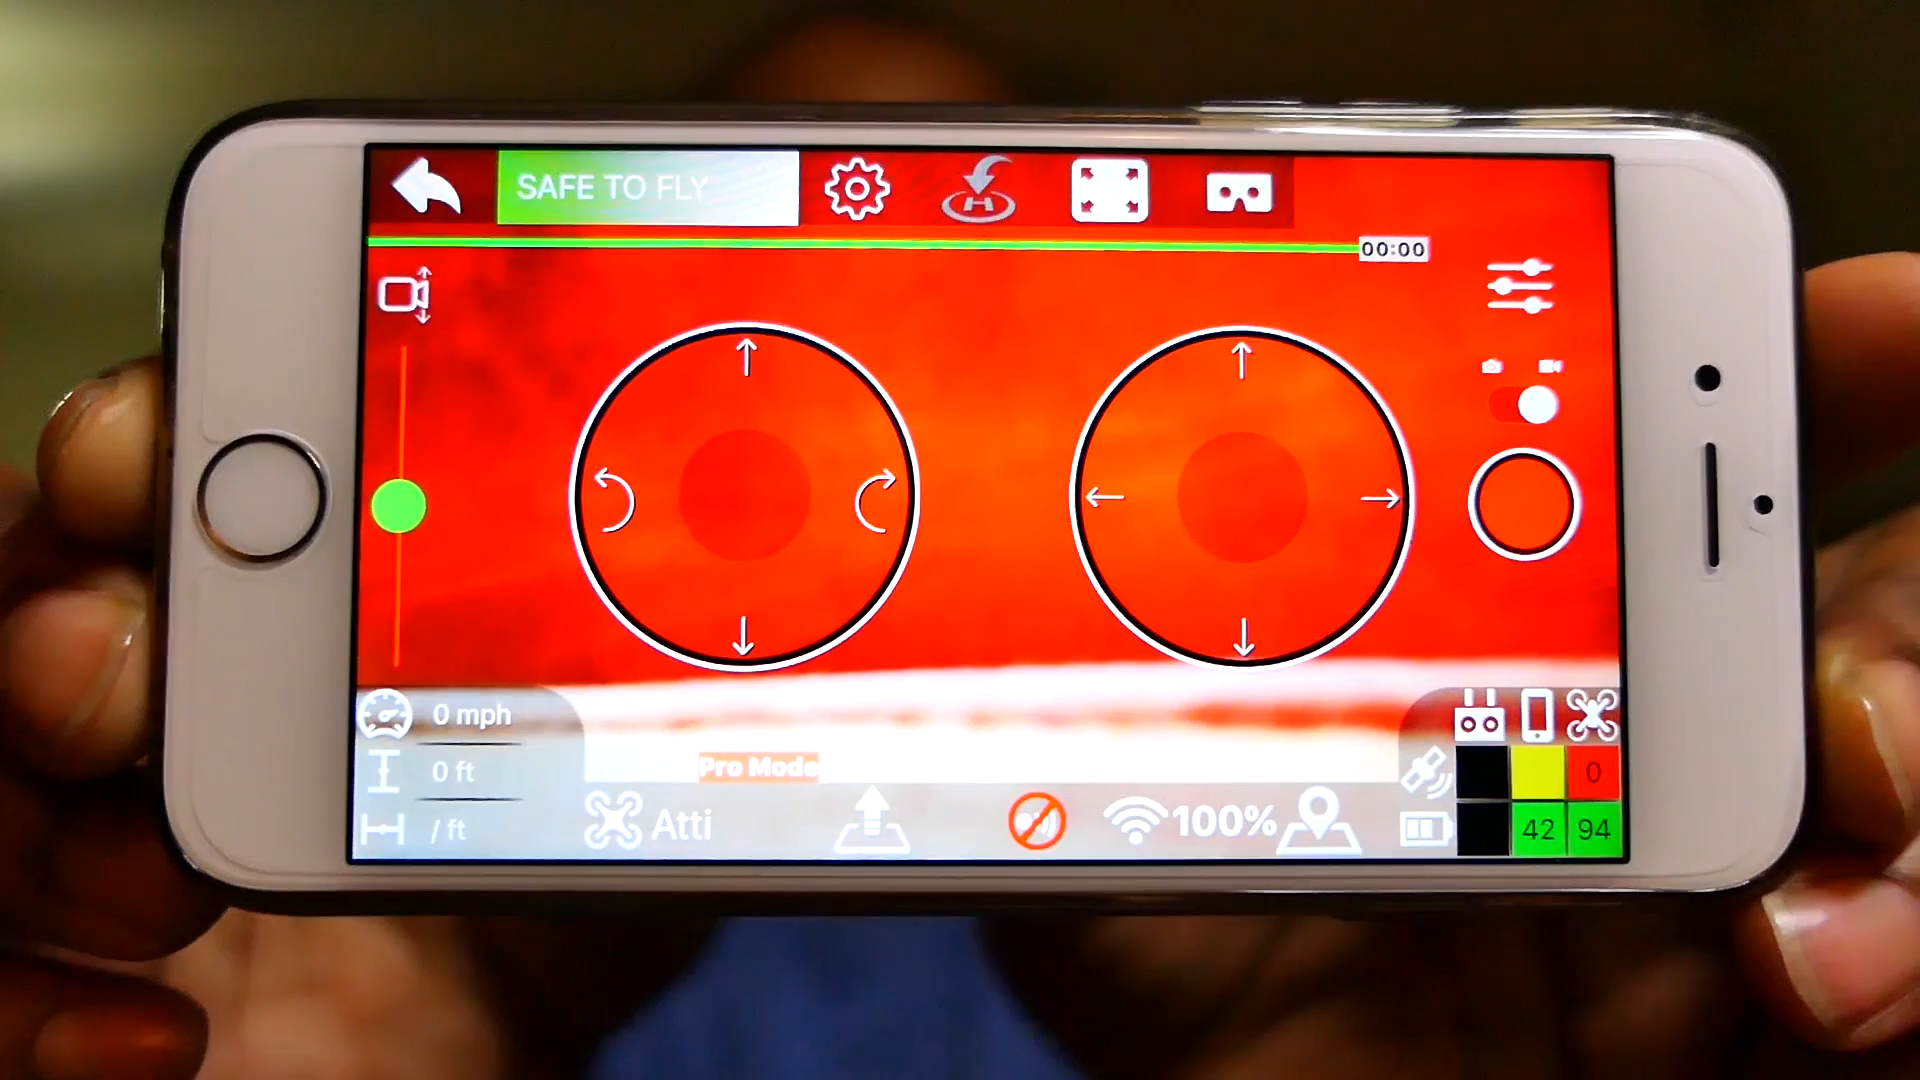 SAFE TO FLY
00:00
0 mph
0 ft
/ ft
Pro Mode
Atti
100%
0
42 94
H